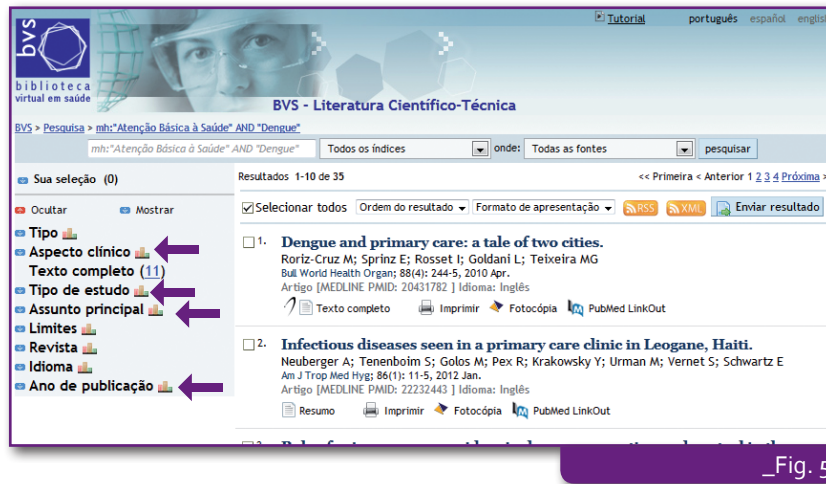 Tutorial português español english
bvs
biblioteca
virtual em saúde
BVS - Literatura Científico-Técnica
BVS > Pesquisa > mh:"Atenção Básica à Saúde" AND "Dengue"
mh:"Atenção Básica à Saúde" AND "Dengue" Todos os índices onde: Todas as fontes pesquisar
Sua seleção (0)
Resultados 1-10 de 35 << Primeira < Anterior 1 2 3 4 Próxima >
Ocultar Mostrar
Selecionar todos Ordem do resultado Formato de apresentação RSS XML Enviar resultado
Tipo
Aspecto clínico
Texto completo (11)
Tipo de estudo
Assunto principal
Limites
Revista
Idioma
Ano de publicação
1. Dengue and primary care: a tale of two cities.
Roriz-Cruz M; Sprinz E; Rosset I; Goldani L; Teixeira MG
Bull World Health Organ; 88(4): 244-5, 2010 Apr.
Artigo [MEDLINE PMID: 20431782 ] Idioma: Inglês
Texto completo Imprimir Fotocópia PubMed LinkOut
2. Infectious diseases seen in a primary care clinic in Leogane, Haiti.
Neuberger A; Tenenboim S; Golos M; Pex R; Krakowsky Y; Urman M; Vernet S; Schwartz E
Am J Trop Med Hyg; 86(1): 11-5, 2012 Jan.
Artigo [MEDLINE PMID: 22232443 ] Idioma: Inglês
Resumo Imprimir Fotocópia PubMed LinkOut
_Fig. 5